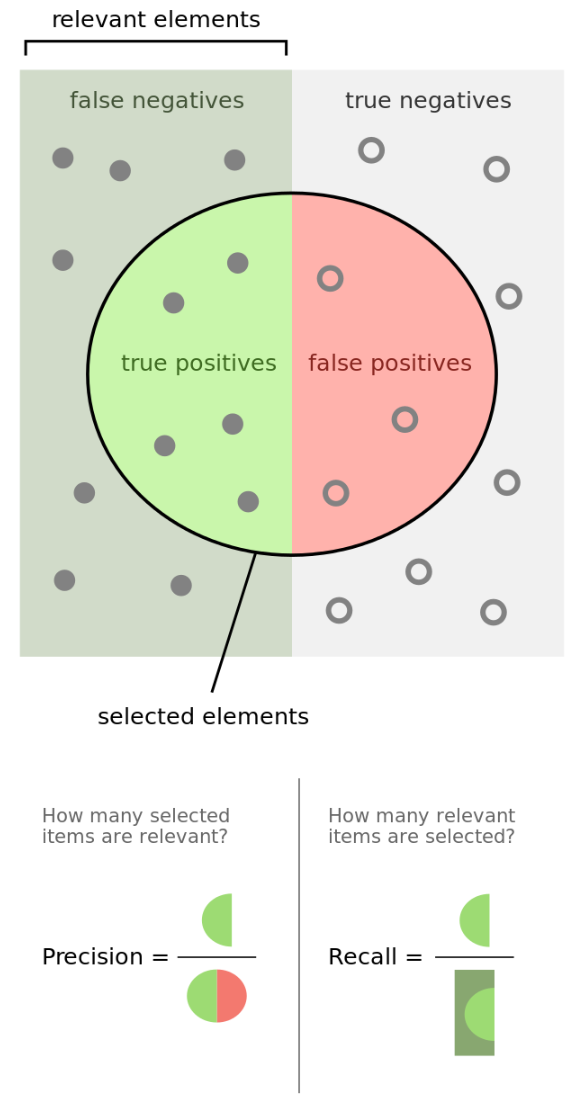 relevant elements
false negatives
true negatives
true positives
false positives
selected elements
How many selected
items are relevant?
How many relevant
items are selected?
Precision =
Recall =